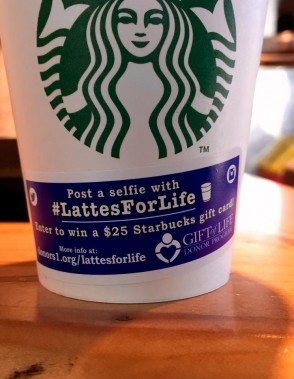 TM
Post a selfie with
#LattesForLife
Enter to win a $25 Starbucks gift card!
More info at:
donors1.org/lattesforlife
GIFT of LIFE
DONOR PROGRAM